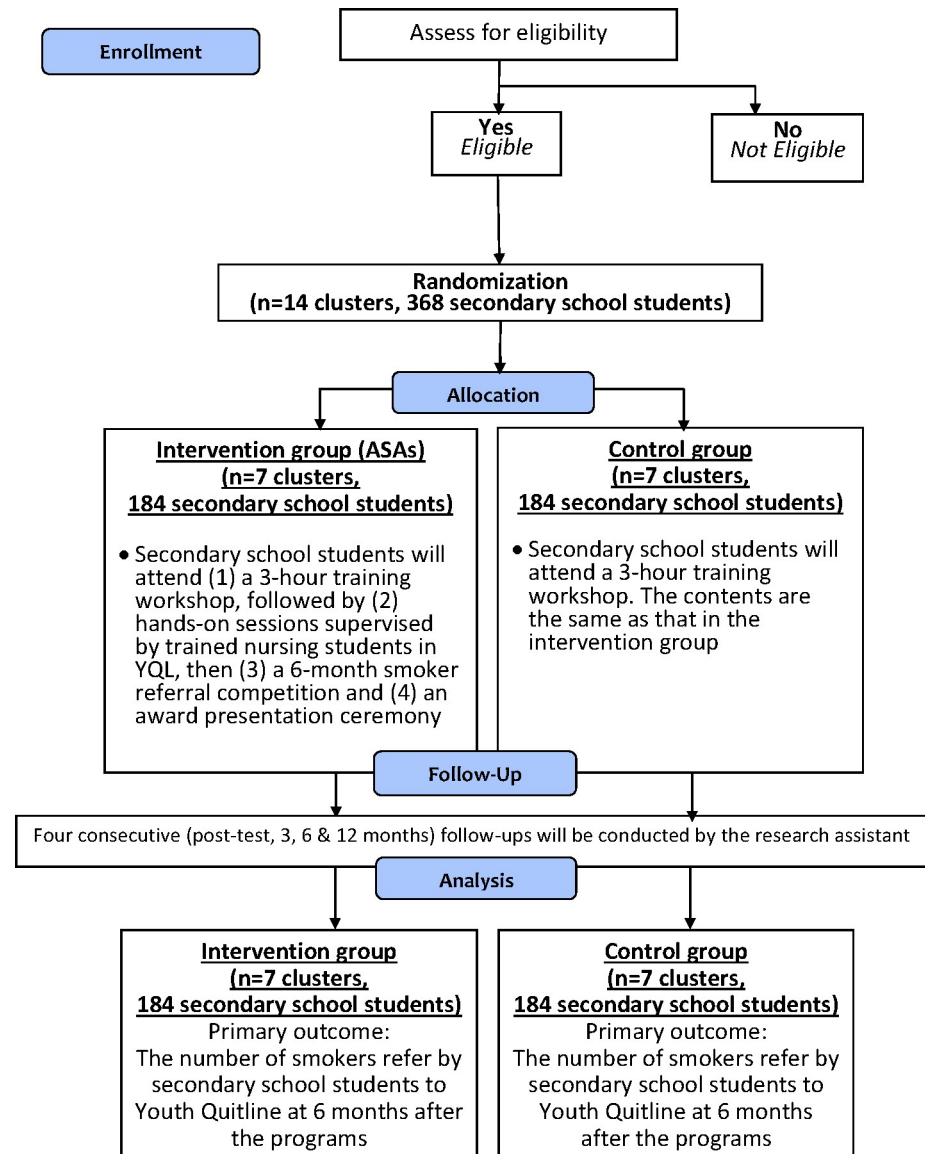 Assess for eligibility
Enrollment
Yes
Eligible
No
Not Eligible
Randomization
(n=14 clusters, 368 secondary school students)
Allocation
Intervention group (ASAs)
(n=7 clusters,
184 secondary school students)
• Secondary school students will
attend (1) a 3-hour training
workshop, followed by (2)
hands-on sessions supervised
by trained nursing students in
YQL, then (3) a 6-month smoker
referral competition and (4) an
award presentation ceremony
Control group
(n=7 clusters,
184 secondary school students)
• Secondary school students will
attend a 3-hour training
workshop. The contents are
the same as that in the
intervention group
Follow-Up
Four consecutive (post-test, 3, 6 & 12 months) follow-ups will be conducted by the research assistant
Analysis
Intervention group
(n=7 clusters,
184 secondary school students)
Primary outcome:
The number of smokers refer by
secondary school students to
Youth Quitline at 6 months after
the programs
Control group
(n=7 clusters,
184 secondary school students)
Primary outcome:
The number of smokers refer by
secondary school students to
Youth Quitline at 6 months
after the programs